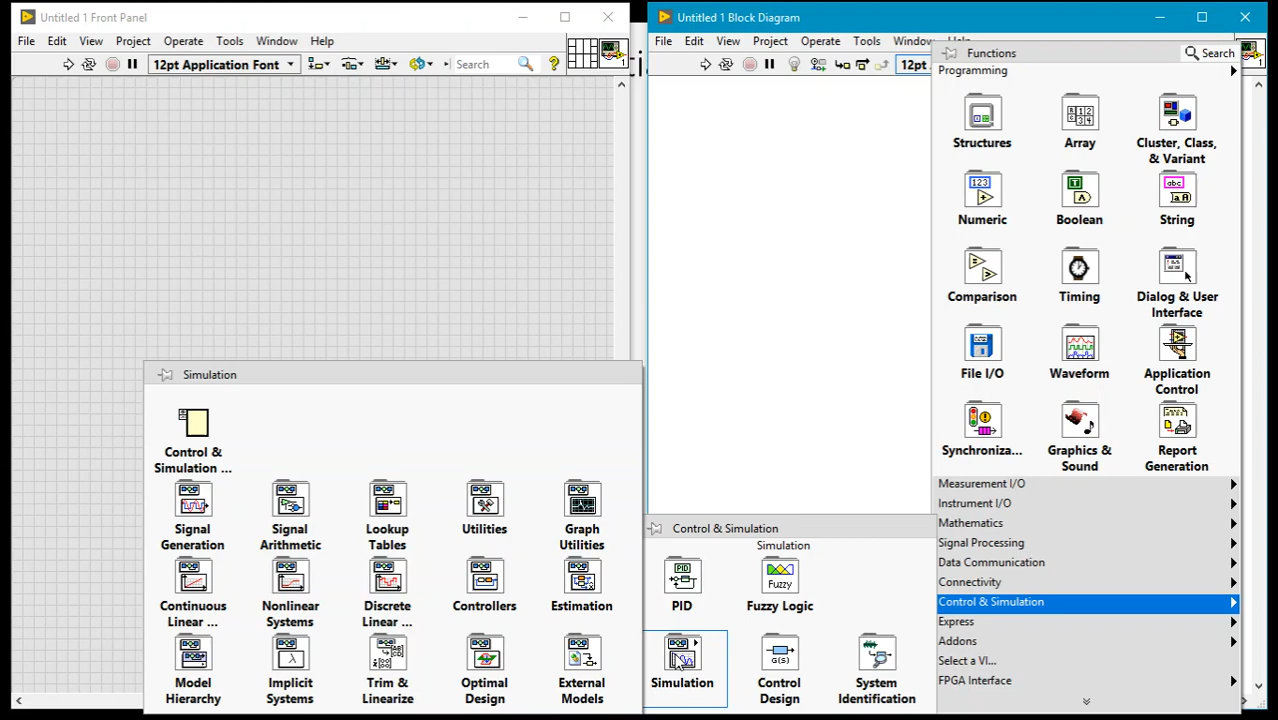 Untitled 1 Front Panel
File Edit View Project Operate Tools Window Help
12pt Application Font
Search
Untitled 1 Block Diagram
File Edit View Project Operate Tools Window
12pt
Functions
Search
Programming
Structures
Array
Cluster, Class,
& Variant
Numeric
Boolean
String
Comparison
Timing
Dialog & User
Interface
File I/O
Waveform
Application
Control
Synchroniza...
Graphics &
Sound
Report
Generation
Measurement I/O
Instrument I/O
Mathematics
Signal Processing
Data Communication
Connectivity
Control & Simulation
Express
Addons
Select a VI...
FPGA Interface
Control & Simulation
Simulation
PID
PID
Fuzzy
Fuzzy Logic
Simulation
G(S)
Control
Design
System
Identification
Simulation
Control &
Simulation ...
Signal
Generation
Signal
Arithmetic
Lookup
Tables
Utilities
Graph
Utilities
Continuous
Linear ...
Nonlinear
Systems
Discrete
Linear ...
Controllers
Estimation
Model
Hierarchy
Implicit
Systems
Trim &
Linearize
Optimal
Design
External
Models